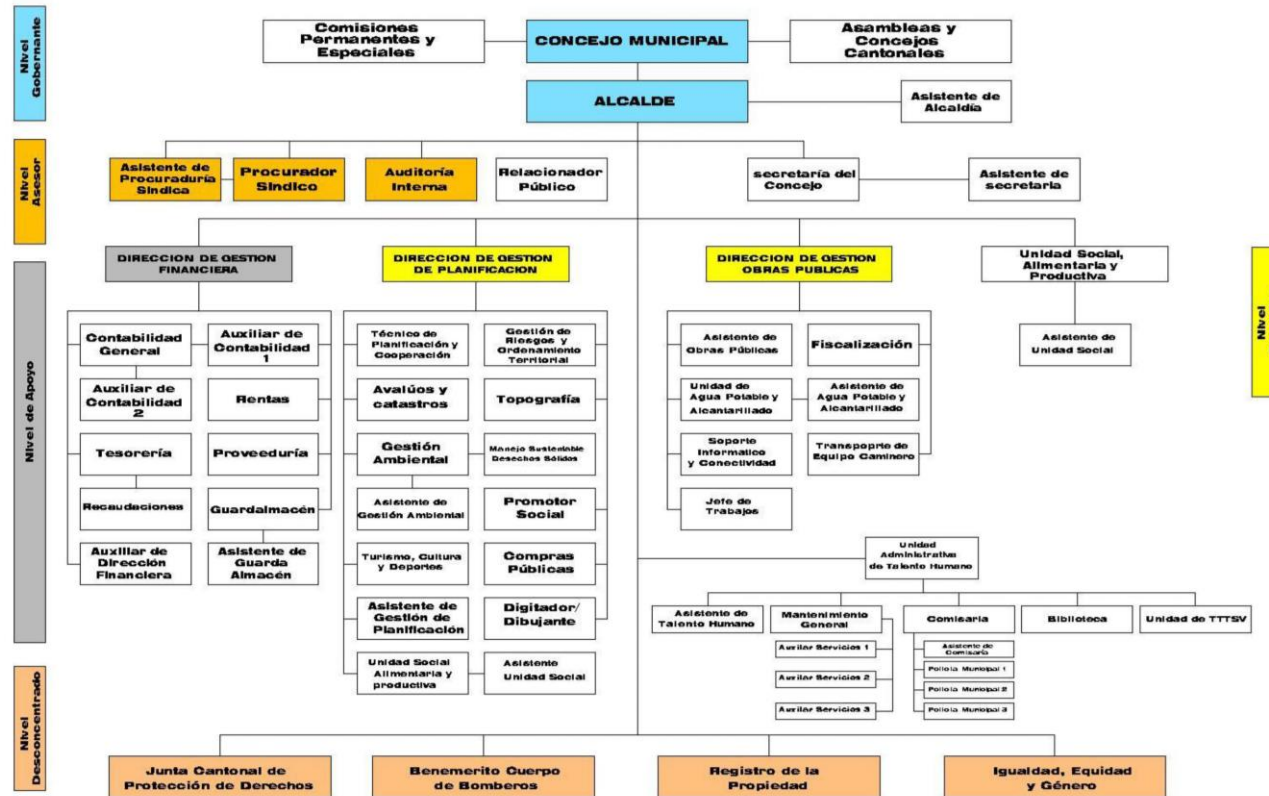 Nivel
Gobernante
Comisiones
Permanentes y
Especiales
CONCEJO MUNICIPAL
Asambleas y
Concejos
Cantonales
ALCALDE
Asistente de
Alcaldía
Nivel
Asesor
Asistente de
Procuraduría
Sindica
Procurador
Sindico
Auditoría
Interna
Relacionador
Público
secretaría del
Concejo
Asistente de
secretaria
Nivel de Apoyo
DIRECCION DE GESTION
FINANCIERA
DIRECCION DE GESTION
DE PLANIFICACION
DIRECCION DE GESTION
OBRAS PUBLICAS
Unidad Social,
Alimentaria y
Productiva
Nivel
Contabilidad
General
Auxiliar de
Contabilidad 1
Auxiliar de
Contabilidad 2
Rentas
Tesorería
Proveeduría
Recaudaciones
Guardalmacén
Auxiliar de
Dirección
Financiera
Asistente de
Guarda
Almacén
Técnico de
Planificación y
Cooperación
Gestión de
Riesgos y
Ordenamiento
Territorial
Avalúos y
catastros
Topografía
Gestión
Ambiental
Manejo Sustentable
Desechos Sólidos
Asistente de
Gestión Ambiental
Promotor
Social
Turismo, Cultura
y Deportes
Compras
Públicas
Asistente de
Gestión de
Planificación
Digitador/
Dibujante
Unidad Social
Alimentaria y
productiva
Asistente
Unidad Social
Asistente de
Obras Públicas
Fiscalización
Unidad de
Agua Potable y
Alcantarillado
Asistente de
Agua Potable y
Alcantarillado
Soporte
Informatico
y Conectividad
Transpoprte de
Equipo Caminero
Jefe de
Trabajos
Asistente de
Unidad Social
Unidad
Administrativa
de Talento Humano
Asistente de
Talento Humano
Mantenimiento
General
Comisaria
Biblioteca
Unidad de TTTSV
Auxilar Servicios 1
Auxilar Servicios 2
Auxilar Servicios 3
Asistente de
Comisaría
Policía Municipal 1
Policía Municipal 2
Policía Municipal 3
Nivel
Desconcentrado
Junta Cantonal de
Protección de Derechos
Benemerito Cuerpo
de Bomberos
Registro de la
Propiedad
Igualdad, Equidad
y Género